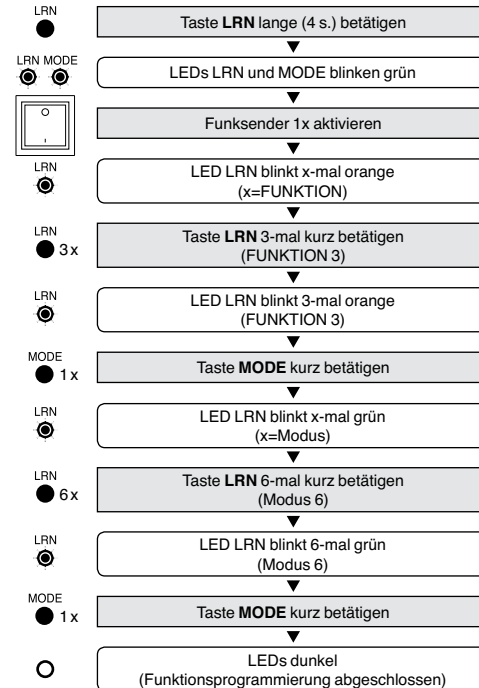 LRN
Taste LRN lange (4 s.) betätigen
LRN MODE
LEDs LRN und MODE blinken grün
Funksender 1x aktivieren
LRN
LED LRN blinkt x-mal orange
(x=FUNKTION)
LRN
3 x
Taste LRN 3-mal kurz betätigen
(FUNKTION 3)
LRN
LED LRN blinkt 3-mal orange
(FUNKTION 3)
MODE
1 x
Taste MODE kurz betätigen
LRN
LED LRN blinkt x-mal grün
(x=Modus)
LRN
6 x
Taste LRN 6-mal kurz betätigen
(Modus 6)
LRN
LED LRN blinkt 6-mal grün
(Modus 6)
MODE
1 x
Taste MODE kurz betätigen
LEDs dunkel
(Funktionsprogrammierung abgeschlossen)